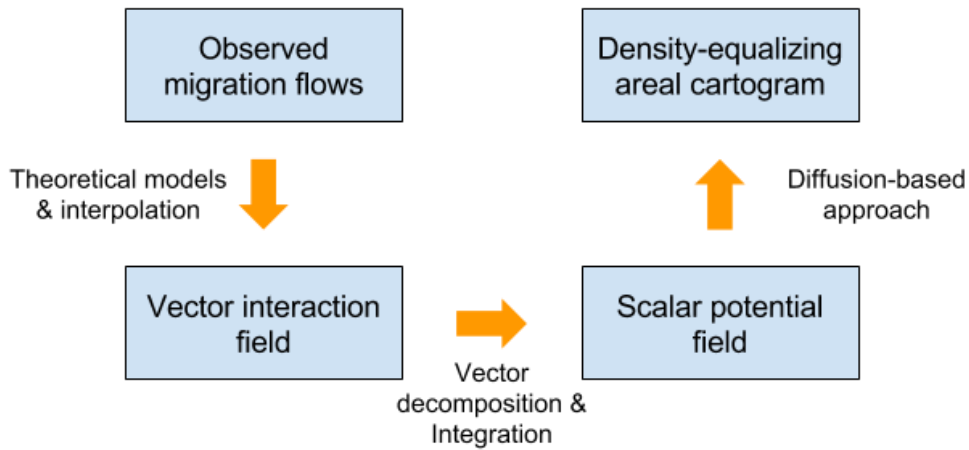 Observed
migration flows
Theoretical models
& interpolation
Vector interaction
field
Vector
decomposition &
Integration
Scalar potential
field
Diffusion-based
approach
Density-equalizing
areal cartogram